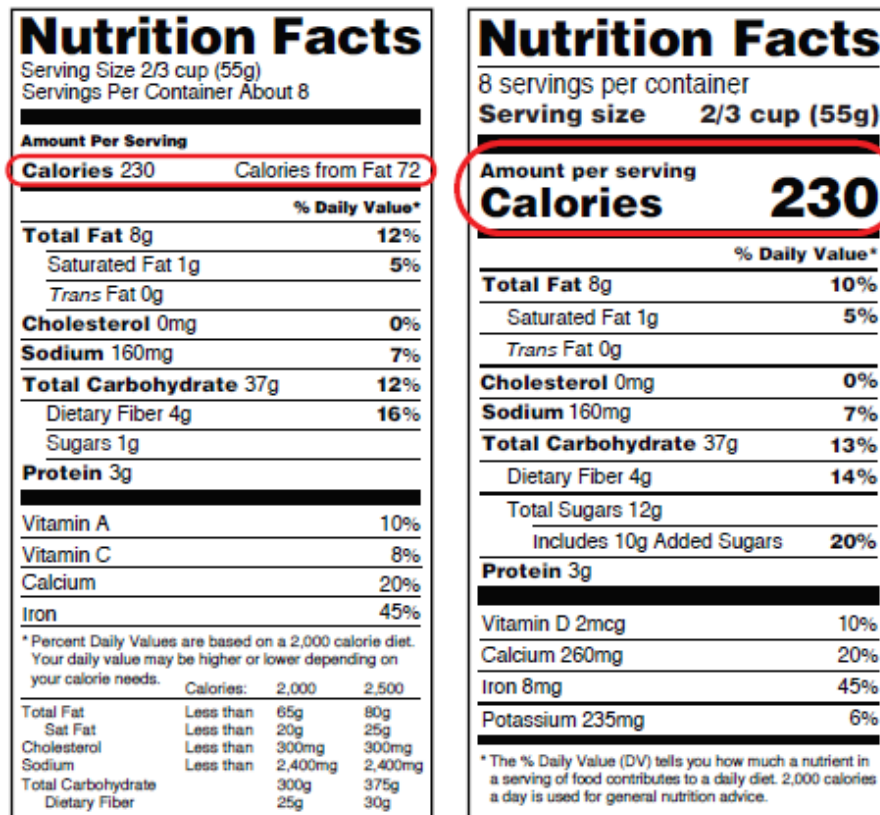 Nutrition Facts
Serving Size 2/3 cup (55g)
Servings Per Container About 8
Amount Per Serving
Calories 230 Calories from Fat 72
% Daily Value*
Total Fat 8g 12%
Saturated Fat 1g 5%
Trans Fat 0g
Cholesterol 0mg 0%
Sodium 160mg 7%
Total Carbohydrate 37g 12%
Dietary Fiber 4g 16%
Sugars 1g
Protein 3g
Vitamin A 10%
Vitamin C 8%
Calcium 20%
Iron 45%
* Percent Daily Values are based on a 2,000 calorie diet.
Your daily value may be higher or lower depending on
your calorie needs.
Calories: 2,000 2,500
Total Fat Less than 65g 80g
Sat Fat Less than 20g 25g
Cholesterol Less than 300mg 300mg
Sodium Less than 2,400mg 2,400mg
Total Carbohydrate 300g 375g
Dietary Fiber 25g 30g
Nutrition Facts
8 servings per container
Serving size 2/3 cup (55g)
Amount per serving
Calories 230
% Daily Value*
Total Fat 8g 10%
Saturated Fat 1g 5%
Trans Fat 0g
Cholesterol 0mg 0%
Sodium 160mg 7%
Total Carbohydrate 37g 13%
Dietary Fiber 4g 14%
Total Sugars 12g
Includes 10g Added Sugars 20%
Protein 3g
Vitamin D 2mcg 10%
Calcium 260mg 20%
Iron 8mg 45%
Potassium 235mg 6%
* The % Daily Value (DV) tells you how much a nutrient in
a serving of food contributes to a daily diet. 2,000 calories
a day is used for general nutrition advice.